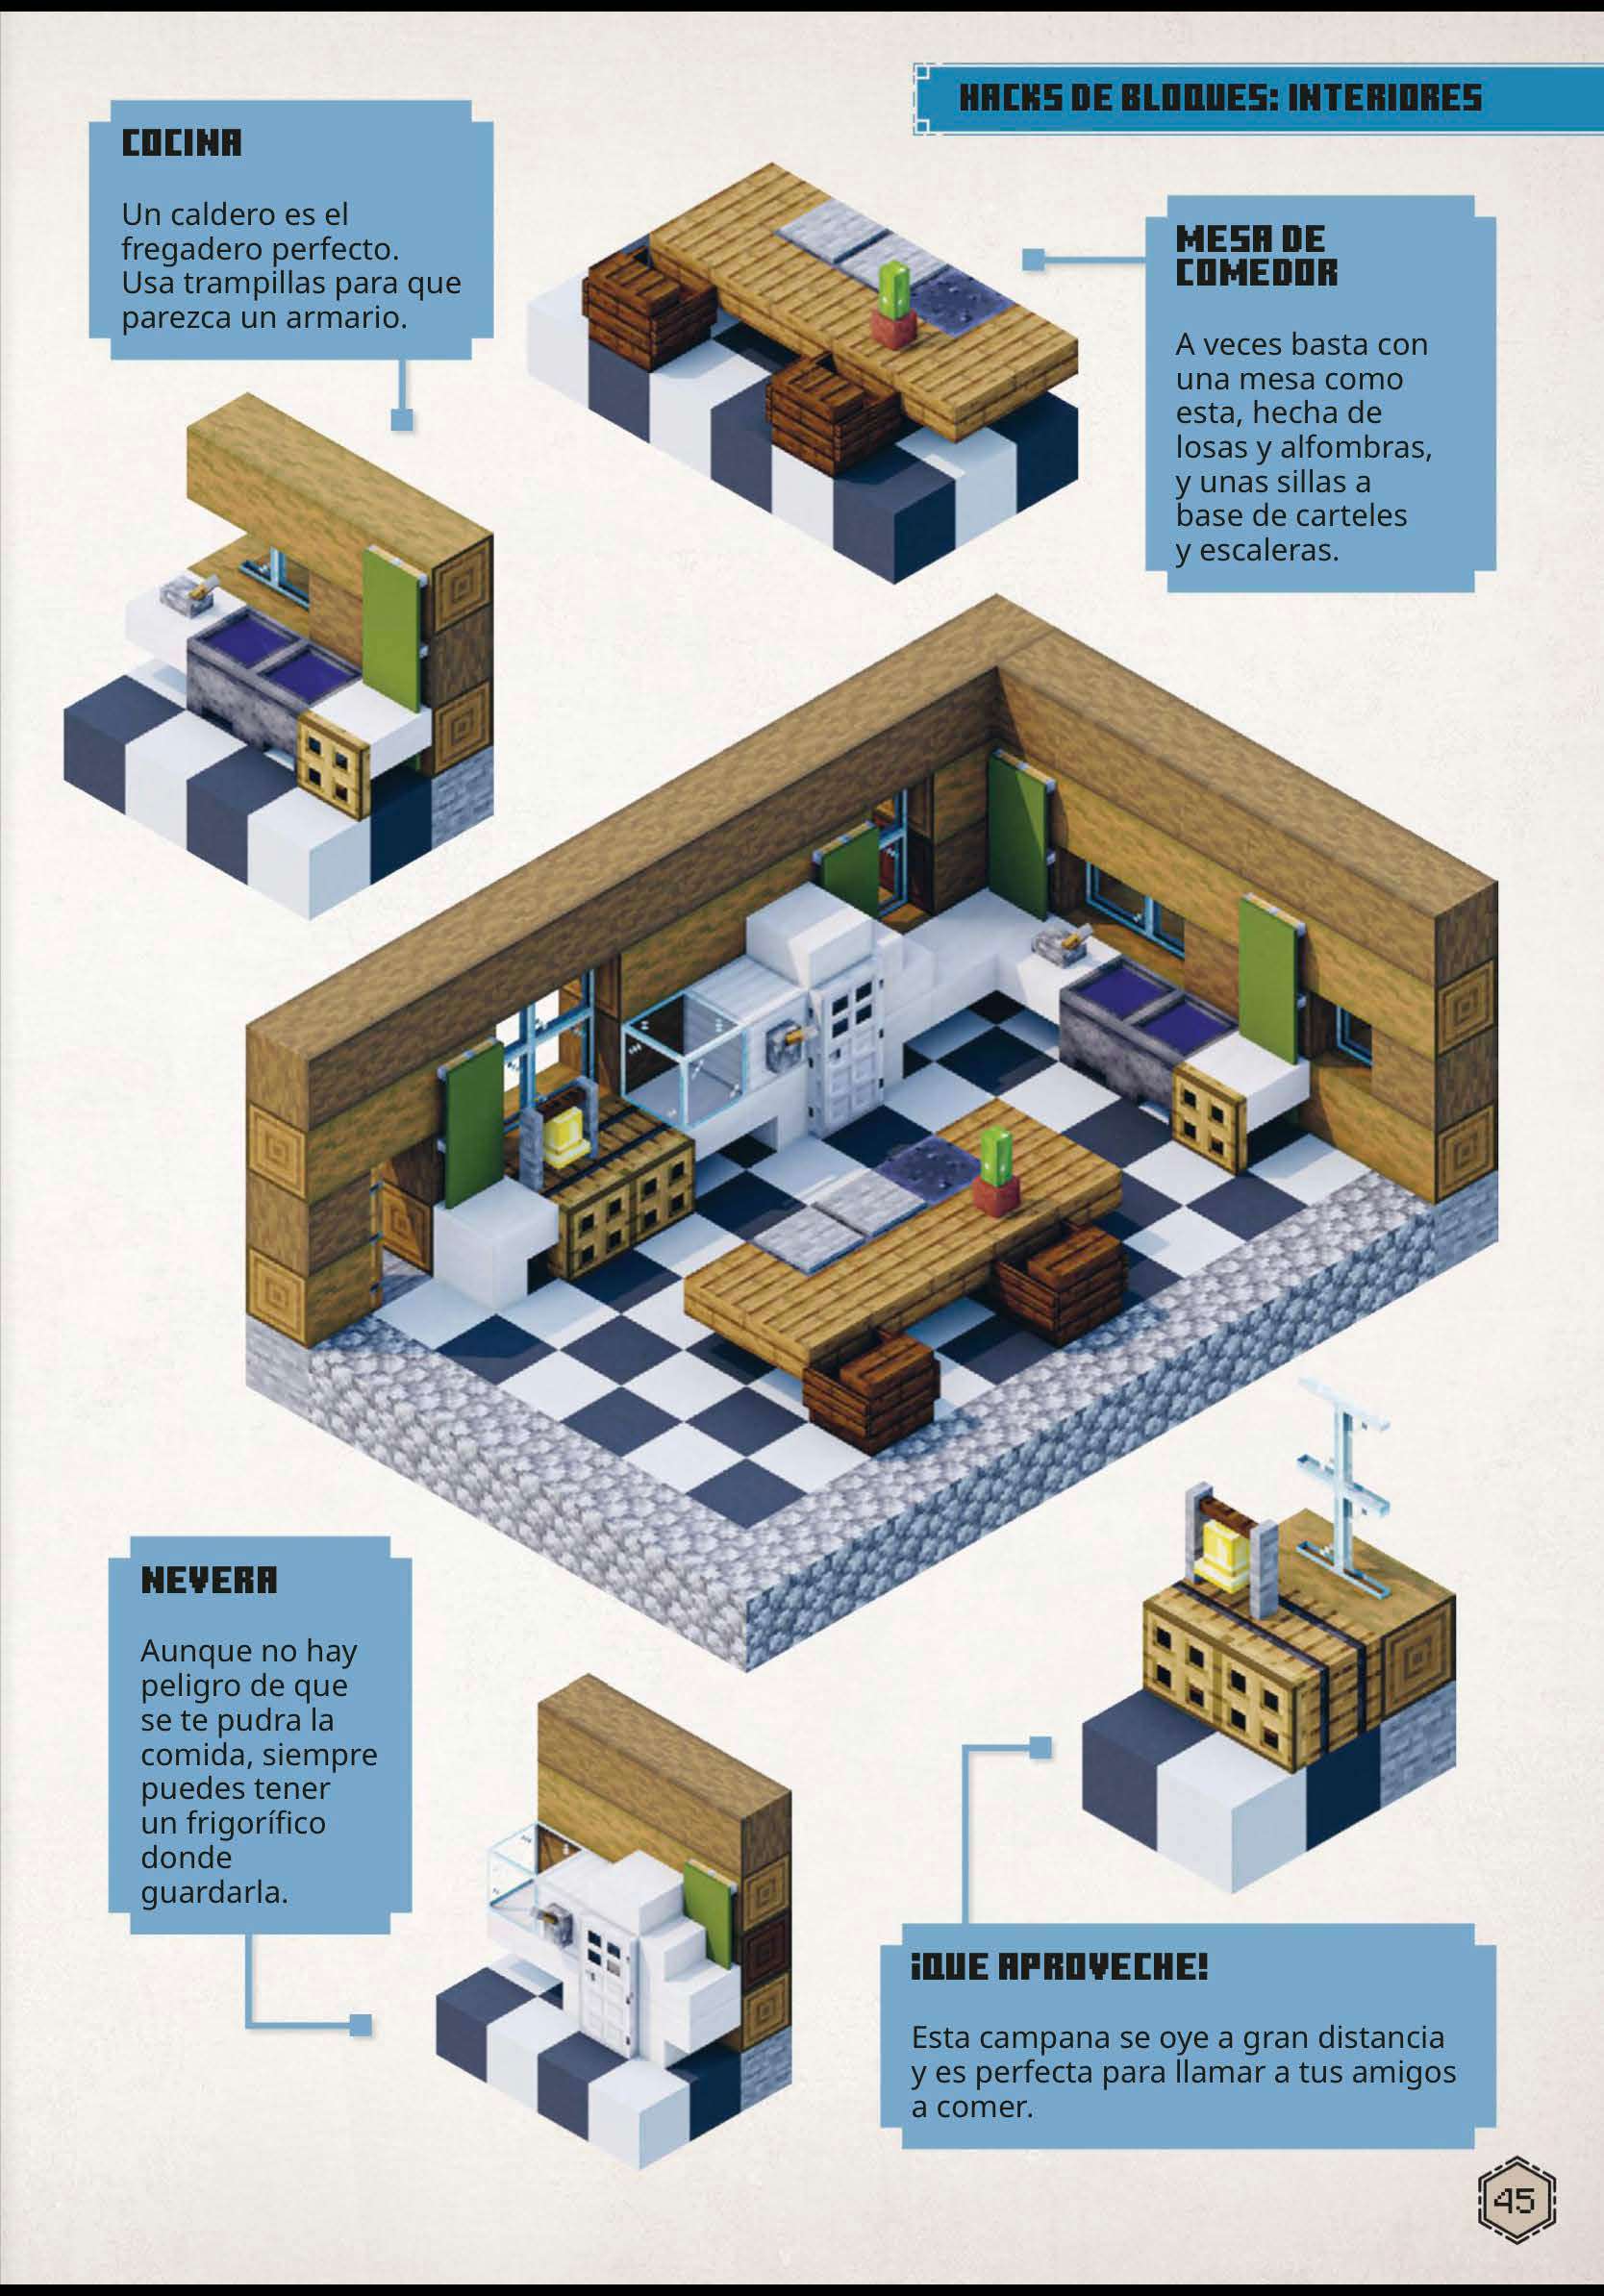 HACKS DE BLOQUES: INTERIORES
COCINA
Un caldero es el
fregadero perfecto.
Usa trampillas para que
parezca un armario.
MESA DE
COMEDOR
A veces basta con
una mesa como
esta, hecha de
losas y alfombras,
y unas sillas a
base de carteles
y escaleras.
NEVERA
Aunque no hay
peligro de que
se te pudra la
comida, siempre
puedes tener
un frigorífico
donde
guardarla.
¡QUE APROVECHE!
Esta campana se oye a gran distancia
y es perfecta para llamar a tus amigos
a comer.
45